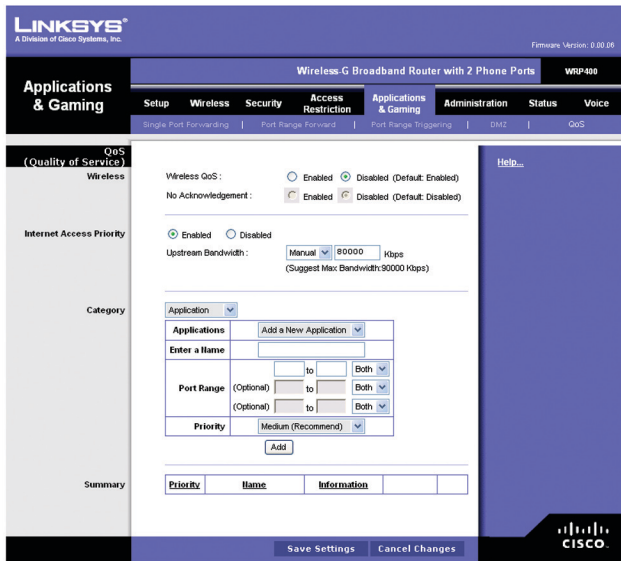 LINKSYS®
A Division of Cisco Systems, Inc.
Firmware Version: 0.00.06
Wireless-G Broadband Router with 2 Phone Ports
WRP400
Applications & Gaming
Setup Wireless Security Access Restriction Applications & Gaming Administration Status Voice
Single Port Forwarding | Port Range Forward | Port Range Triggering | DMZ | QoS
QoS
(Quality of Service)
Help...
Wireless
Wireless QoS : Enabled Disabled (Default: Enabled)
No Acknowledgement : Enabled Disabled (Default: Disabled)
Internet Access Priority
Enabled Disabled
Upstream Bandwidth : Manual 80000 Kbps
(Suggest Max Bandwidth:90000 Kbps)
Category
Application
Applications Add a New Application
Enter a Name
Port Range
to Both
(Optional) to Both
(Optional) to Both
Priority Medium (Recommend)
Add
Summary
Priority Name Information
Save Settings Cancel Changes
CISCO.